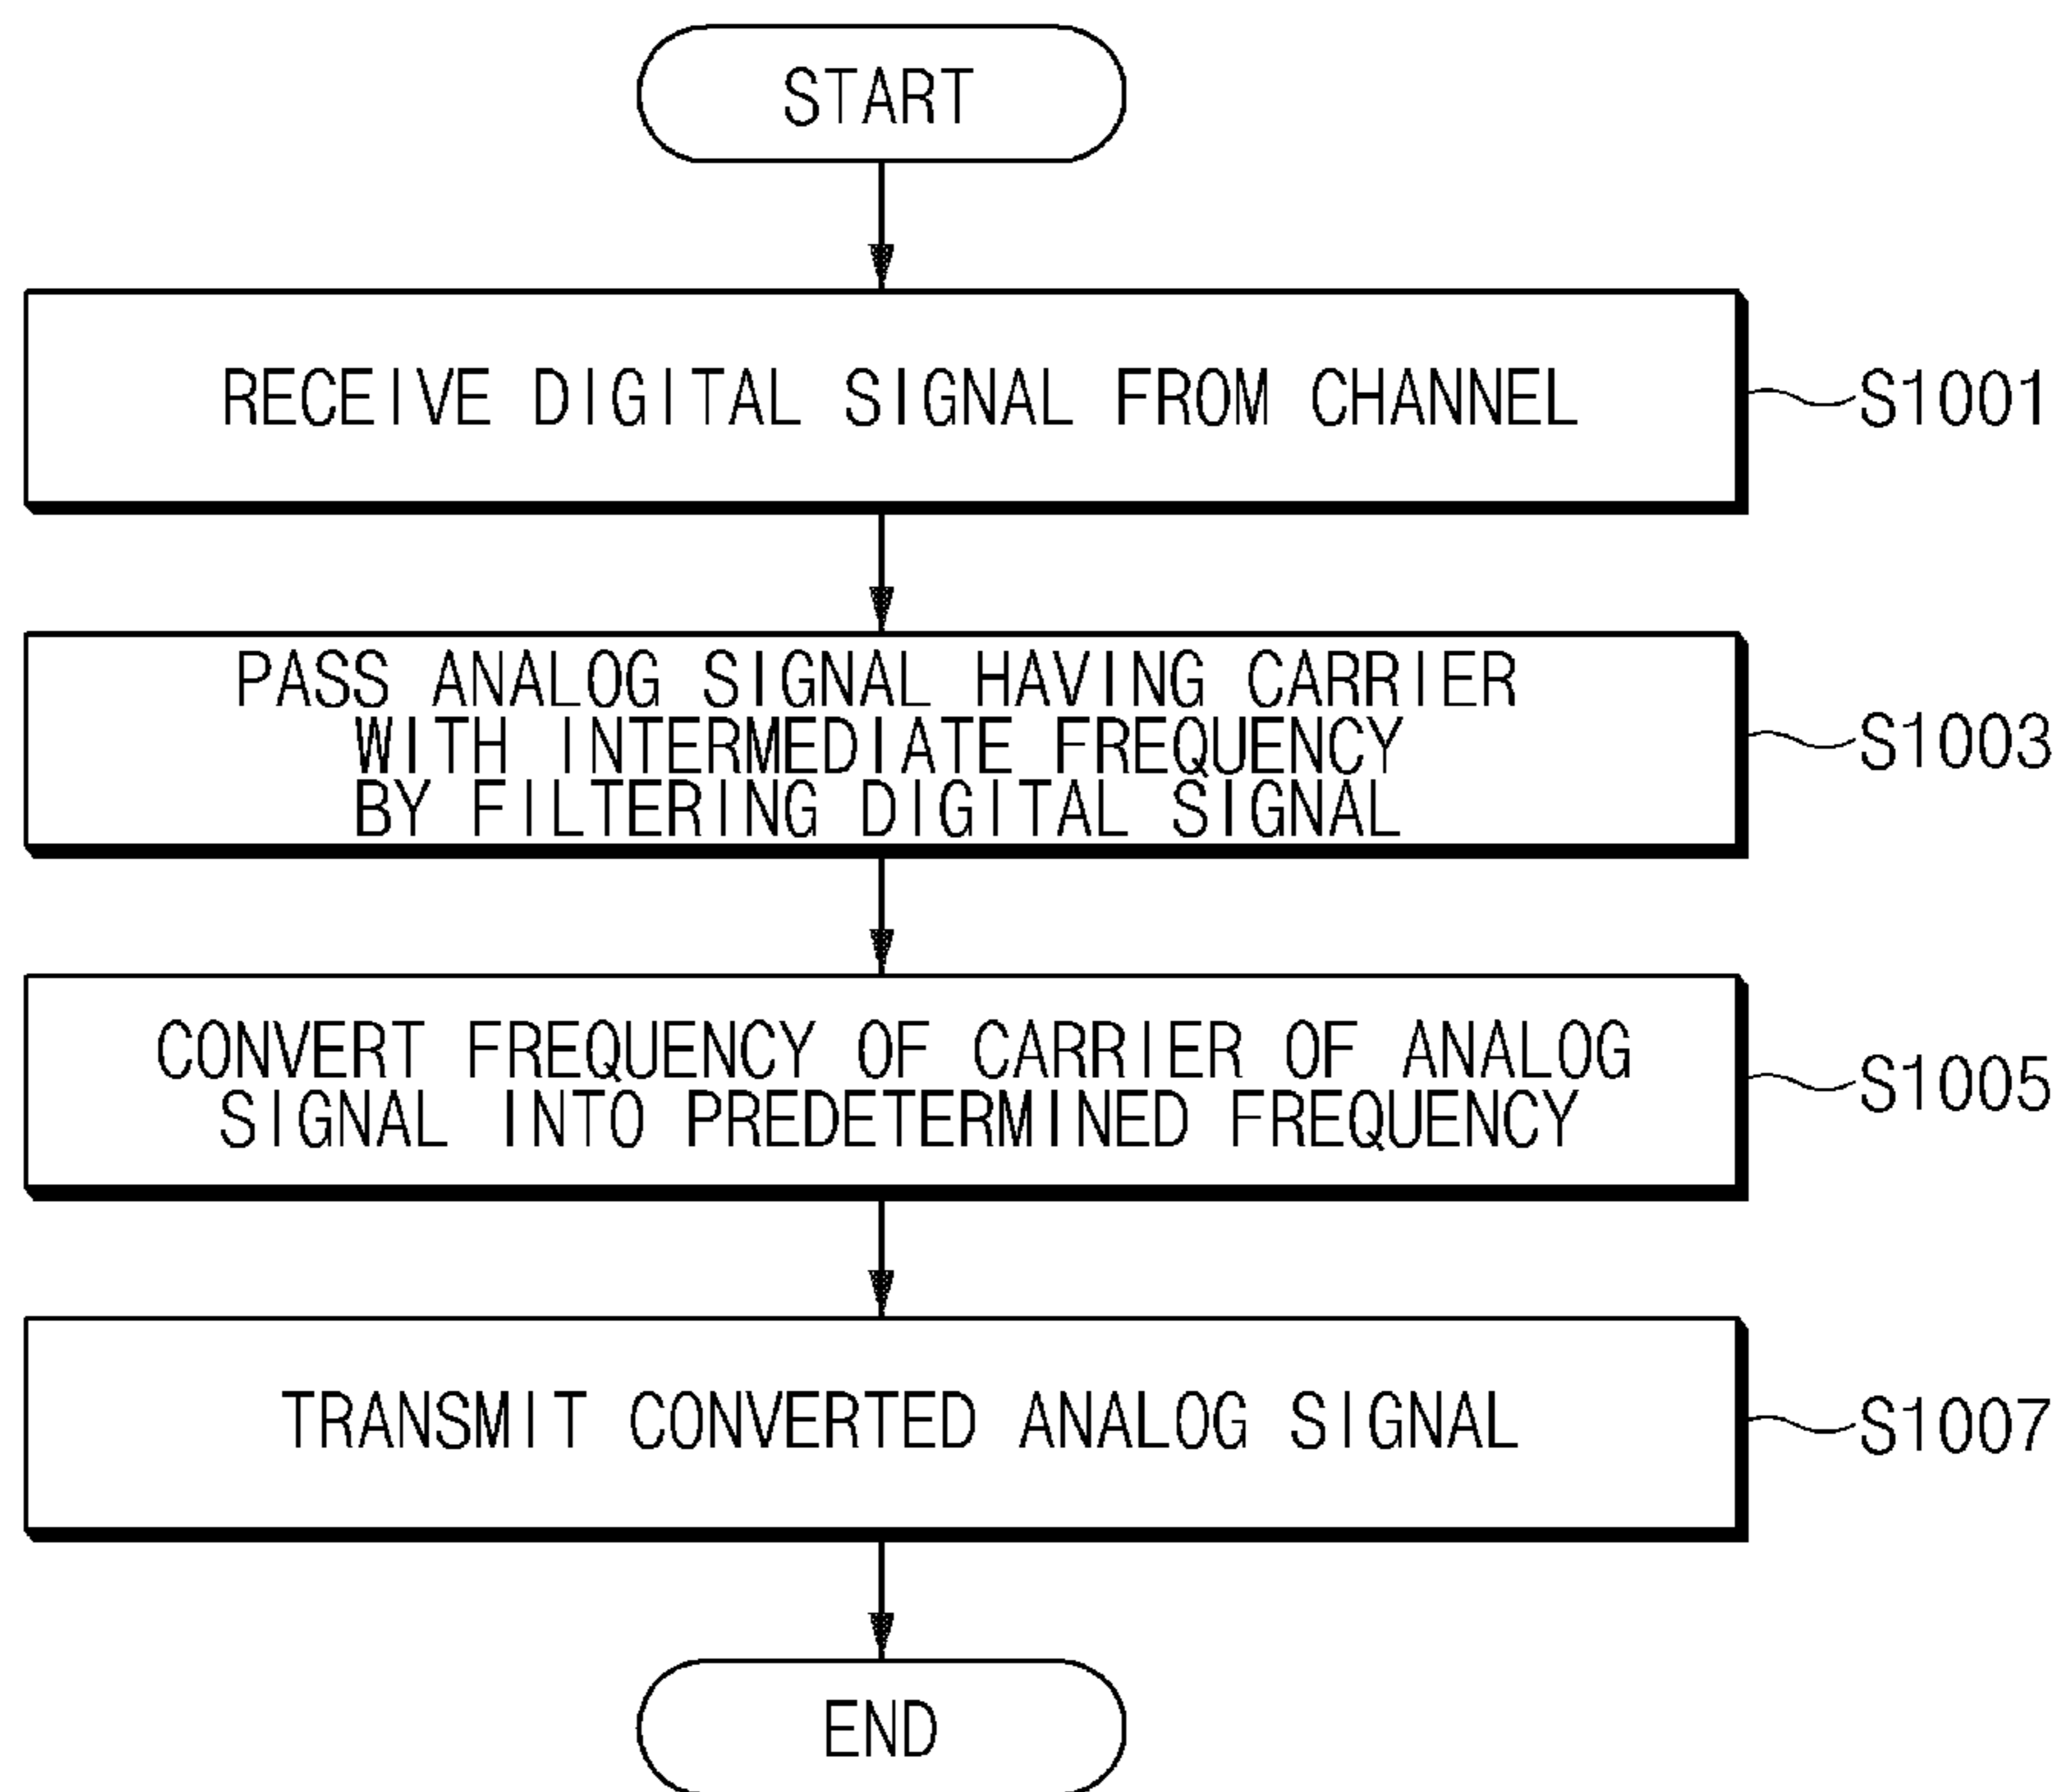 START
RECEIVE DIGITAL SIGNAL FROM CHANNEL
S1001
PASS ANALOG SIGNAL HAVING CARRIER
WITH INTERMEDIATE FREQUENCY
BY FILTERING DIGITAL SIGNAL
S1003
CONVERT FREQUENCY OF CARRIER OF ANALOG
SIGNAL INTO PREDETERMINED FREQUENCY
S1005
TRANSMIT CONVERTED ANALOG SIGNAL
S1007
END